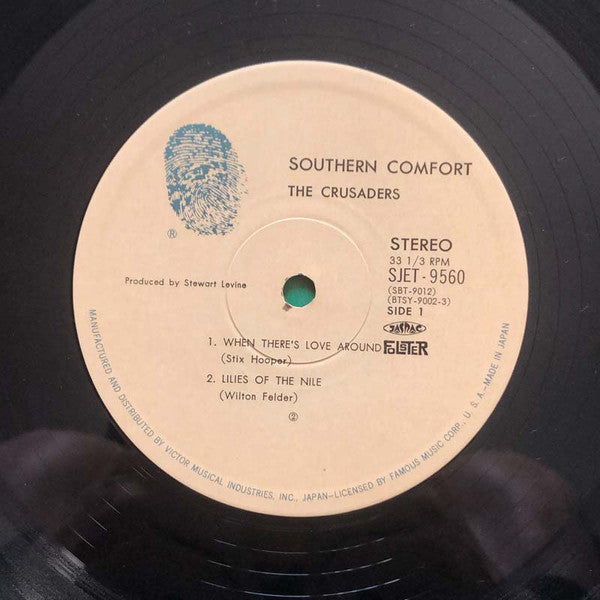 ®
SOUTHERN COMFORT
THE CRUSADERS
STEREO
33 1/3 RPM
SJET-9560
(SBT-9012)
(BTSY-9002-3)
SIDE 1
Produced by Stewart Levine
JASRAC
1. WHEN THERE'S LOVE AROUND
(Stix Hooper)
2. LILIES OF THE NILE
(Wilton Felder)
②
MANUFACTURED AND DISTRIBUTED BY VICTOR MUSICAL INDUSTRIES, INC., JAPAN-LICENSED BY FAMOUS MUSIC CORP., U. S. A.-MADE IN JAPAN